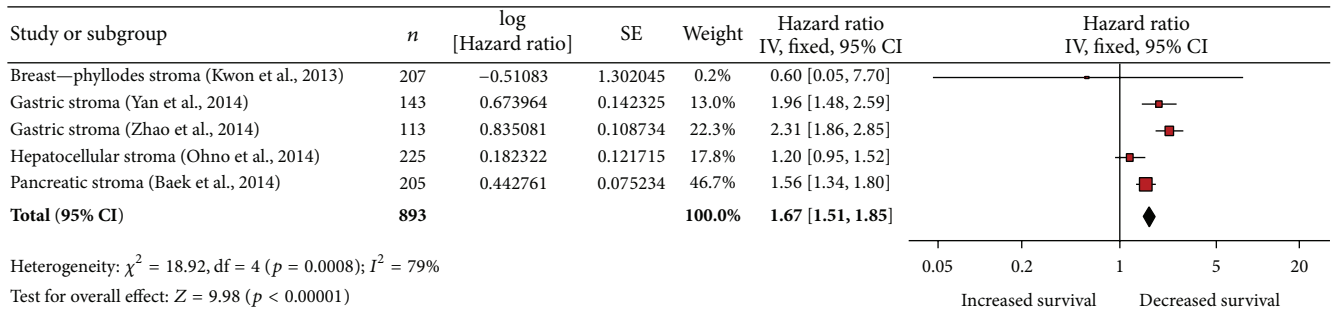 Study or subgroup n log [Hazard ratio] SE Weight Hazard ratio IV, fixed, 95% CI Hazard ratio IV, fixed, 95% CI
Breast—phyllodes stroma (Kwon et al., 2013) 207 −0.51083 1.302045 0.2% 0.60 [0.05, 7.70]
Gastric stroma (Yan et al., 2014) 143 0.673964 0.142325 13.0% 1.96 [1.48, 2.59]
Gastric stroma (Zhao et al., 2014) 113 0.835081 0.108734 22.3% 2.31 [1.86, 2.85]
Hepatocellular stroma (Ohno et al., 2014) 225 0.182322 0.121715 17.8% 1.20 [0.95, 1.52]
Pancreatic stroma (Baek et al., 2014) 205 0.442761 0.075234 46.7% 1.56 [1.34, 1.80]
Total (95% CI) 893 100.0% 1.67 [1.51, 1.85]
Heterogeneity: χ² = 18.92, df = 4 (p = 0.0008); I² = 79%
Test for overall effect: Z = 9.98 (p < 0.00001)
0.05 0.2 1 5 20
Increased survival Decreased survival